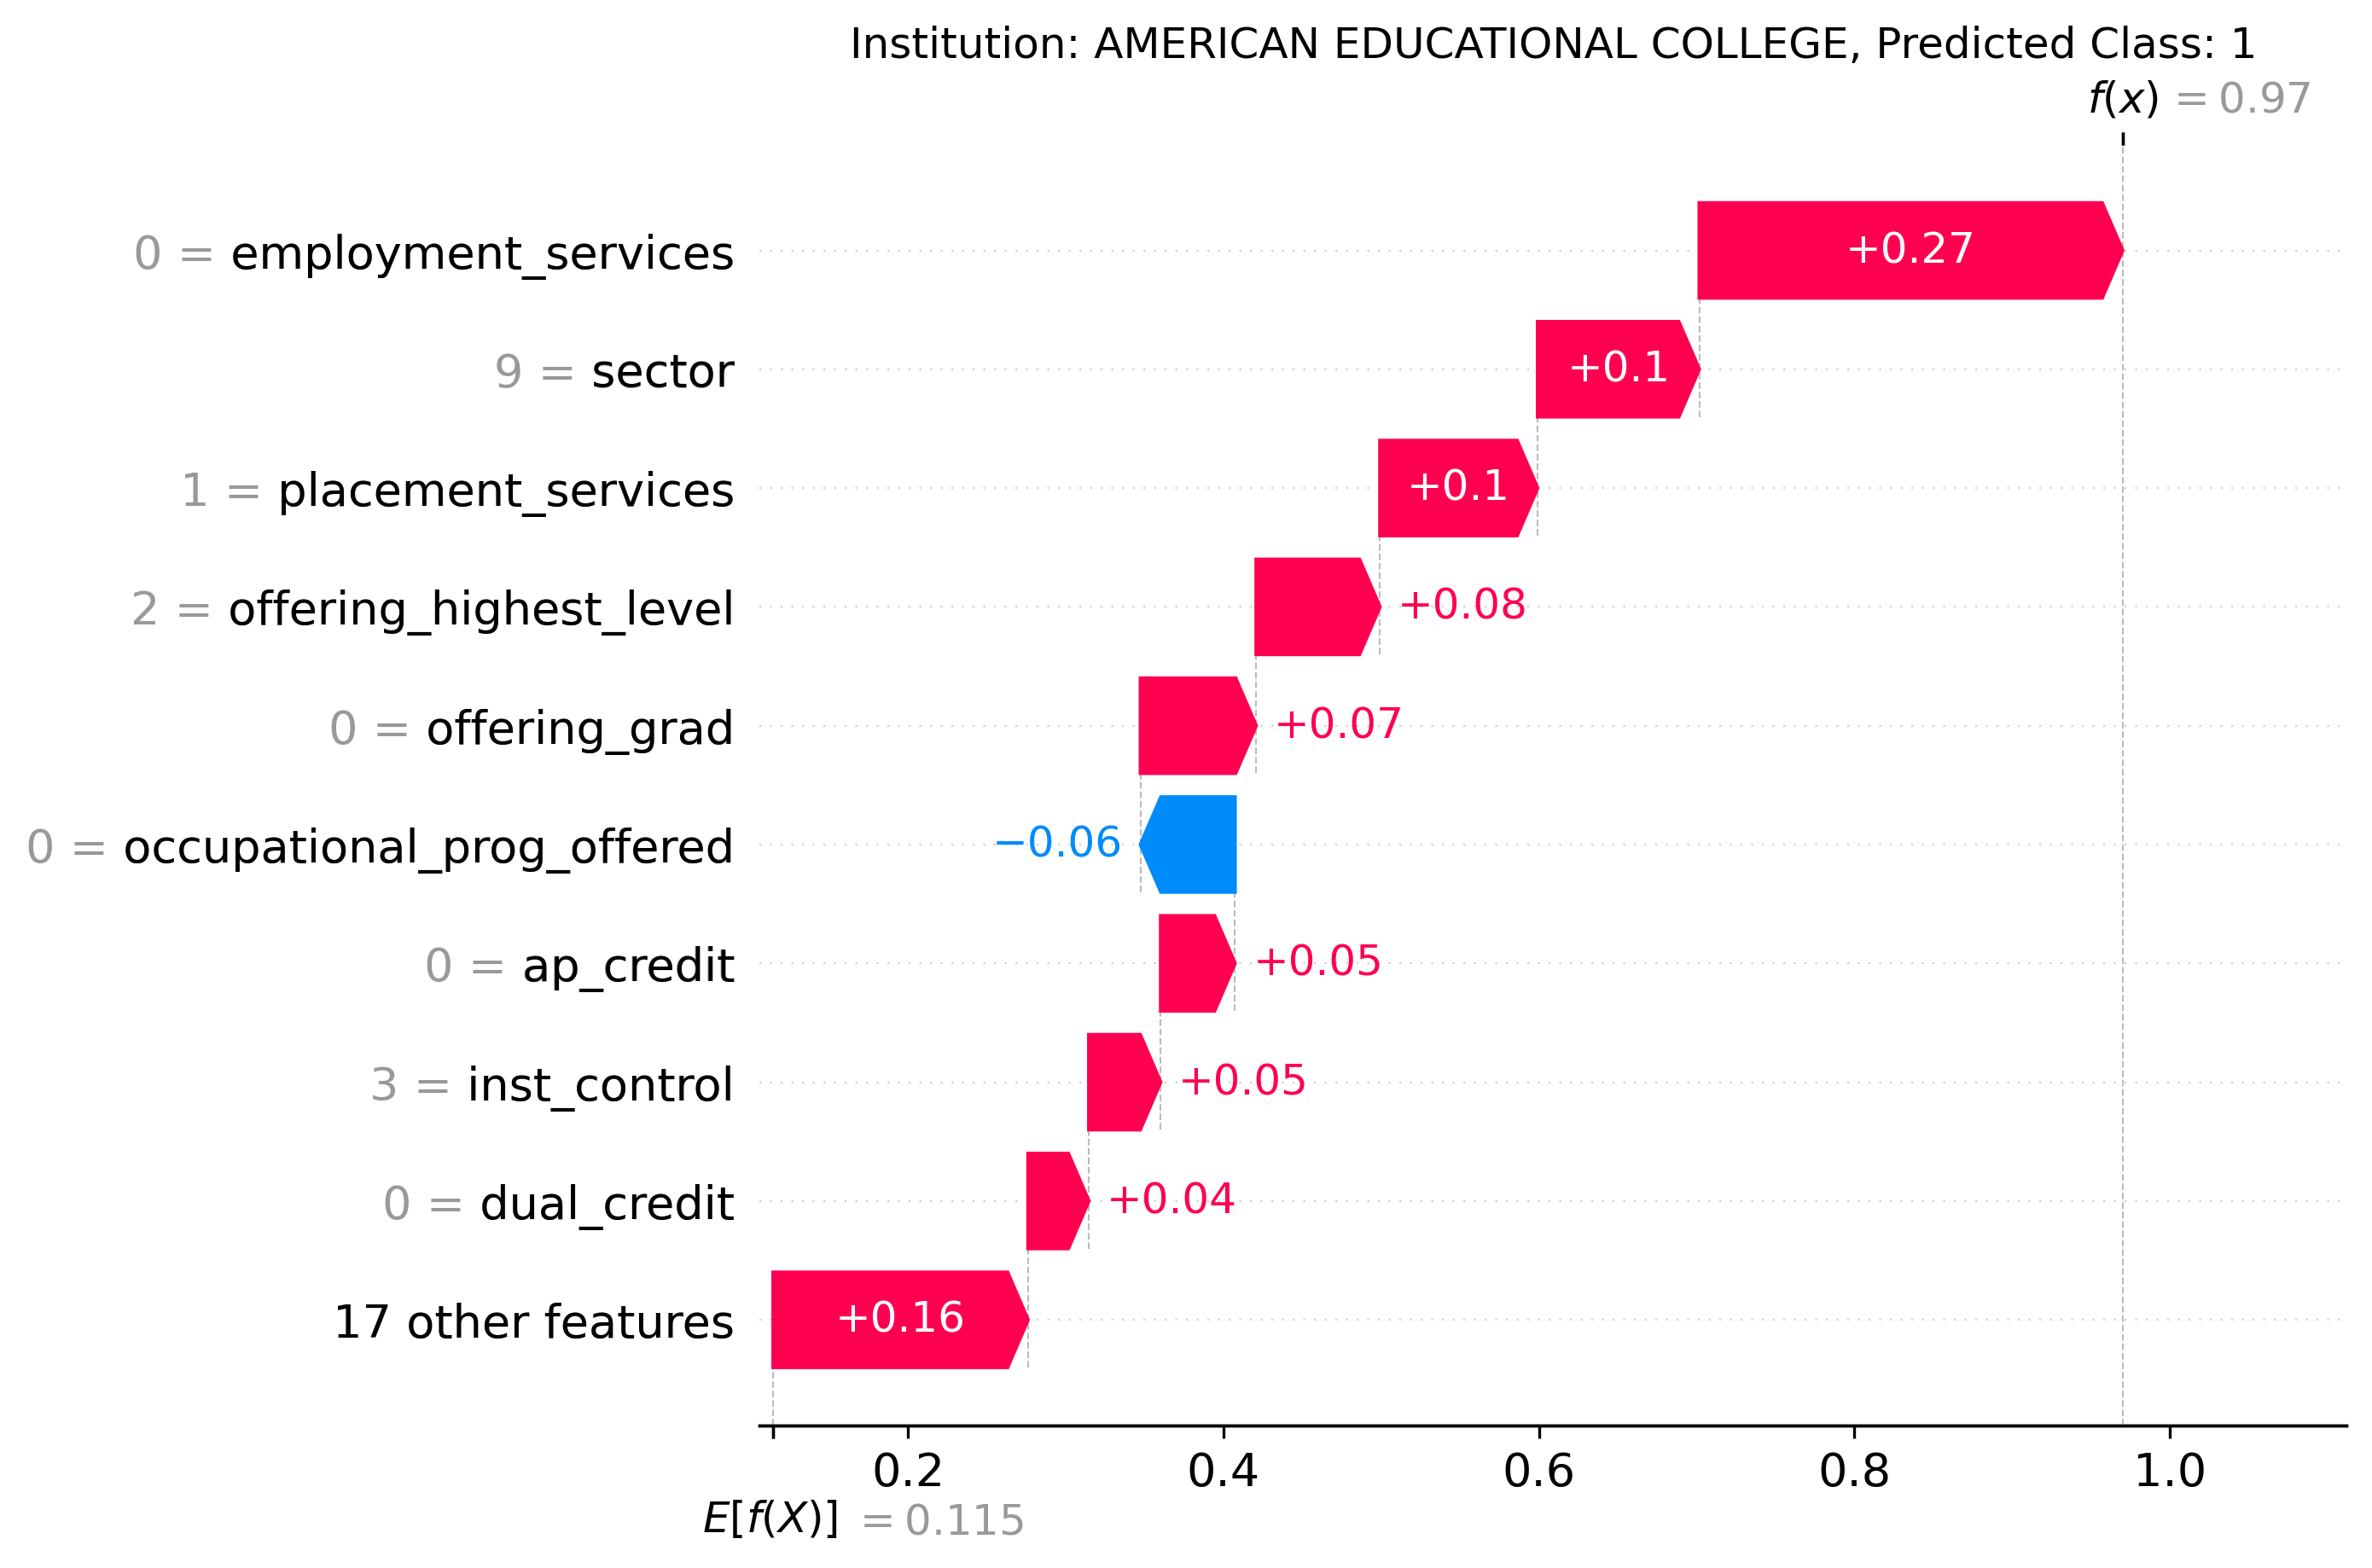 Institution: AMERICAN EDUCATIONAL COLLEGE, Predicted Class: 1
f(x) = 0.97
0 = employment_services +0.27
9 = sector +0.1
1 = placement_services +0.1
2 = offering_highest_level +0.08
0 = offering_grad +0.07
0 = occupational_prog_offered −0.06
0 = ap_credit +0.05
3 = inst_control +0.05
0 = dual_credit +0.04
17 other features +0.16
0.2 0.4 0.6 0.8 1.0
E[f(X)] = 0.115